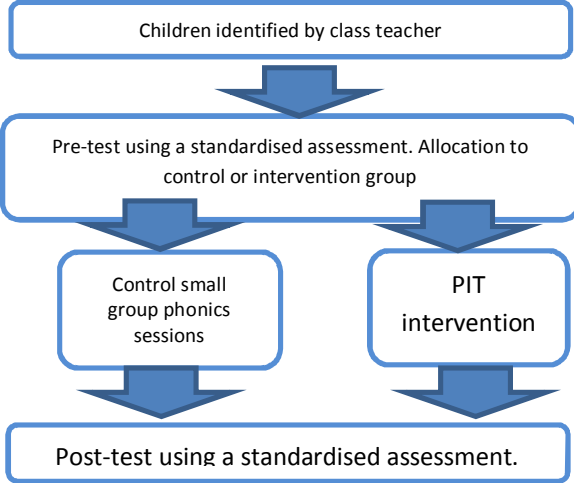 Children identified by class teacher
Pre-test using a standardised assessment. Allocation to
control or intervention group
Control small
group phonics
sessions
PIT
intervention
Post-test using a standardised assessment.